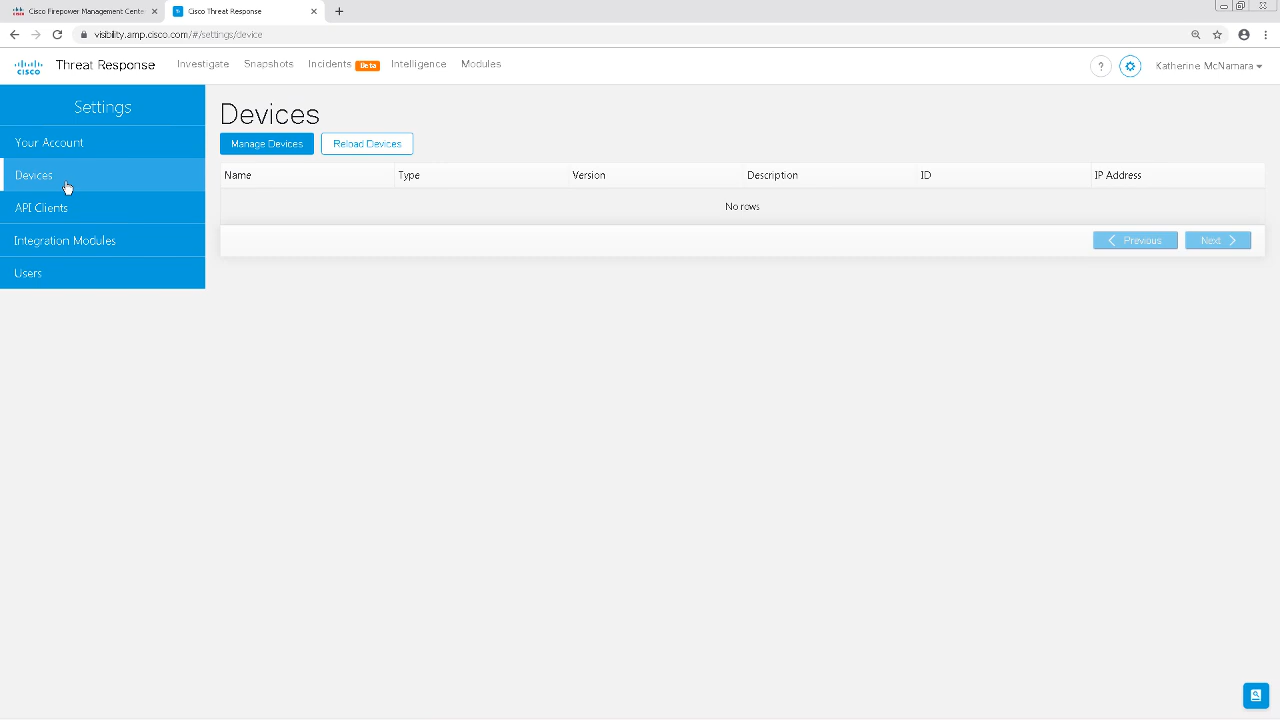 Cisco Firepower Management Cente
Cisco Threat Response
visibility.amp.cisco.com/#/settings/device
CISCO Threat Response Investigate Snapshots Incidents Beta Intelligence Modules ? Katherine McNamara
Settings
Your Account
Devices
API Clients
Integration Modules
Users
Devices
Manage Devices Reload Devices
Name Type Version Description ID IP Address
No rows
Previous Next